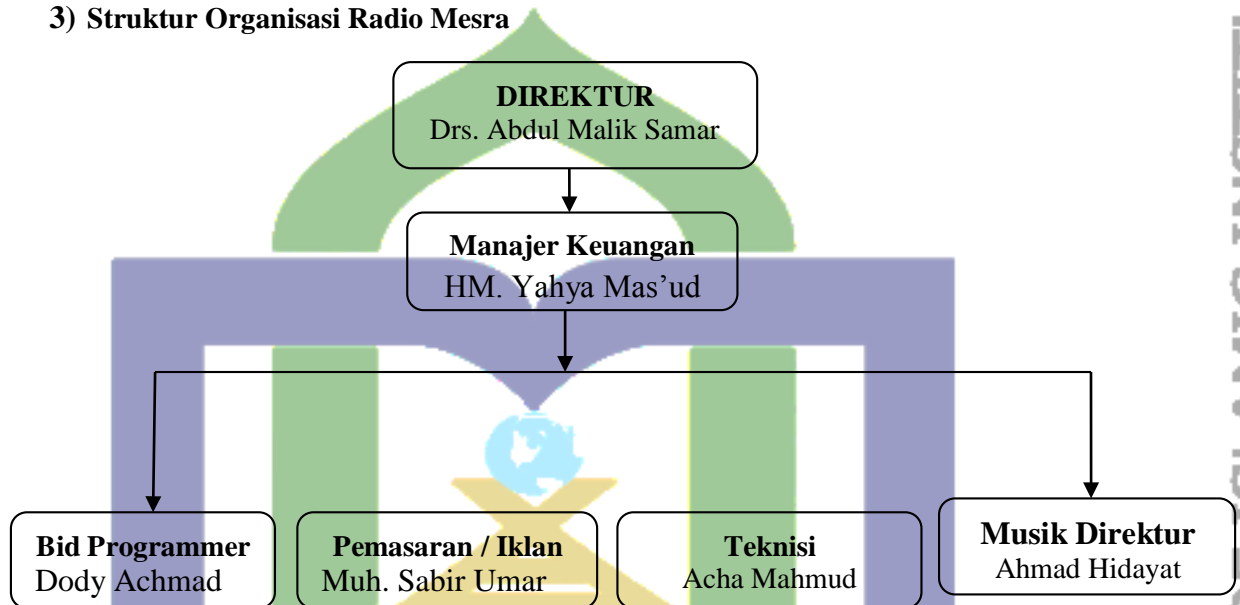 3) Struktur Organisasi Radio Mesra
DIREKTUR
Drs. Abdul Malik Samar
Manajer Keuangan
HM. Yahya Mas’ud
Bid Programmer
Dody Achmad
Pemasaran / Iklan
Muh. Sabir Umar
Teknisi
Acha Mahmud
Musik Direktur
Ahmad Hidayat